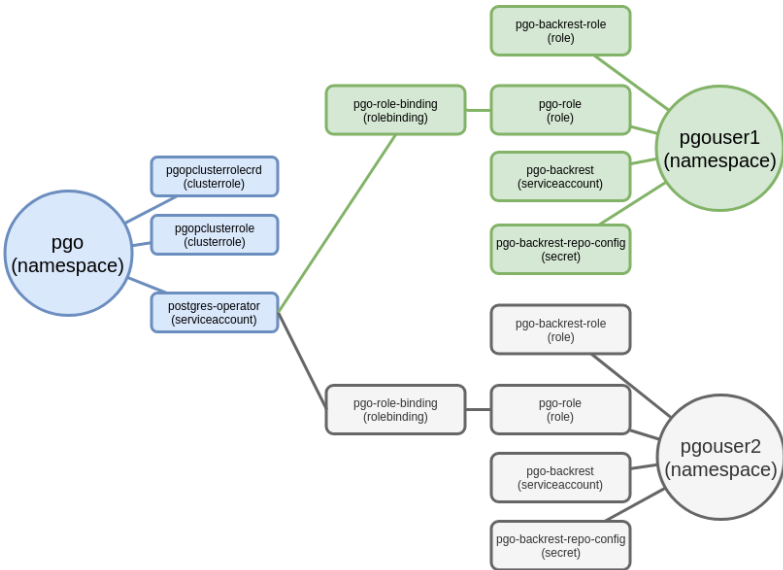 pgo
(namespace)
pgopclusterrolecrd
(clusterrole)
pgopclusterrole
(clusterrole)
postgres-operator
(serviceaccount)
pgo-role-binding
(rolebinding)
pgo-backrest-role
(role)
pgo-role
(role)
pgo-backrest
(serviceaccount)
pgo-backrest-repo-config
(secret)
pgouser1
(namespace)
pgo-role-binding
(rolebinding)
pgo-backrest-role
(role)
pgo-role
(role)
pgo-backrest
(serviceaccount)
pgo-backrest-repo-config
(secret)
pgouser2
(namespace)